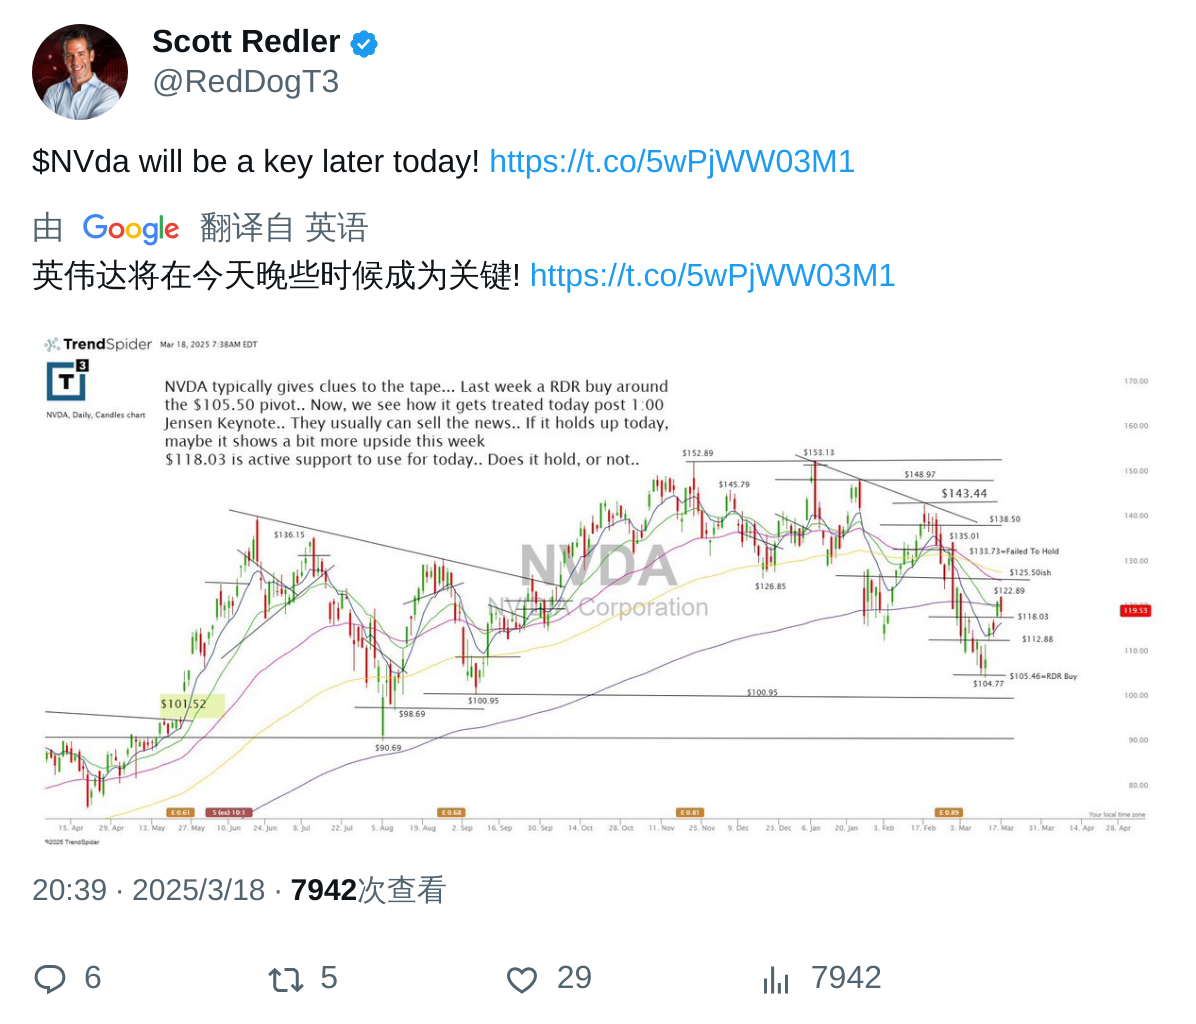 Scott Redler
@RedDogT3
$NVda will be a key later today! https://t.co/5wPjWW03M1
由 Google 翻译自 英语
英伟达将在今天晚些时候成为关键! https://t.co/5wPjWW03M1
TrendSpider Mar 18, 2025 7:38AM EDT
T3
NVDA, Daily, Candles chart
NVDA typically gives clues to the tape... Last week a RDR buy around
the $105.50 pivot.. Now, we see how it gets treated today post 1:00
Jensen Keynote.. They usually can sell the news.. If it holds up today,
maybe it shows a bit more upside this week
$118.03 is active support to use for today.. Does it hold, or not..
170.00
160.00
150.00
140.00
130.00
119.53
110.00
100.00
90.00
80.00
$152.89
$153.13
$148.97
$145.79
$143.44
$138.50
$136.15
$135.01
$133.73=Failed To Hold
$125.50ish
$126.85
$122.89
$118.03
$112.88
$105.46=RDR Buy
$104.77
$100.95
$100.95
$101.52
$98.69
$90.69
NVDA
NVIDIA Corporation
E 0.61
S (ex) 10:1
E 0.68
E 0.81
E 0.89
Your local time zone
15. Apr 29. Apr 13. May 27. May 10. Jun 24. Jun 8. Jul 22. Jul 5. Aug 19. Aug 2. Sep 16. Sep 30. Sep 14. Oct 28. Oct 11. Nov 25. Nov 9. Dec 23. Dec 6. Jan 20. Jan 3. Feb 17. Feb 3. Mar 17. Mar 31. Mar 14. Apr 28. Apr
©2025 TrendSpider
20:39 · 2025/3/18 · 7942次查看
6 5 29 7942